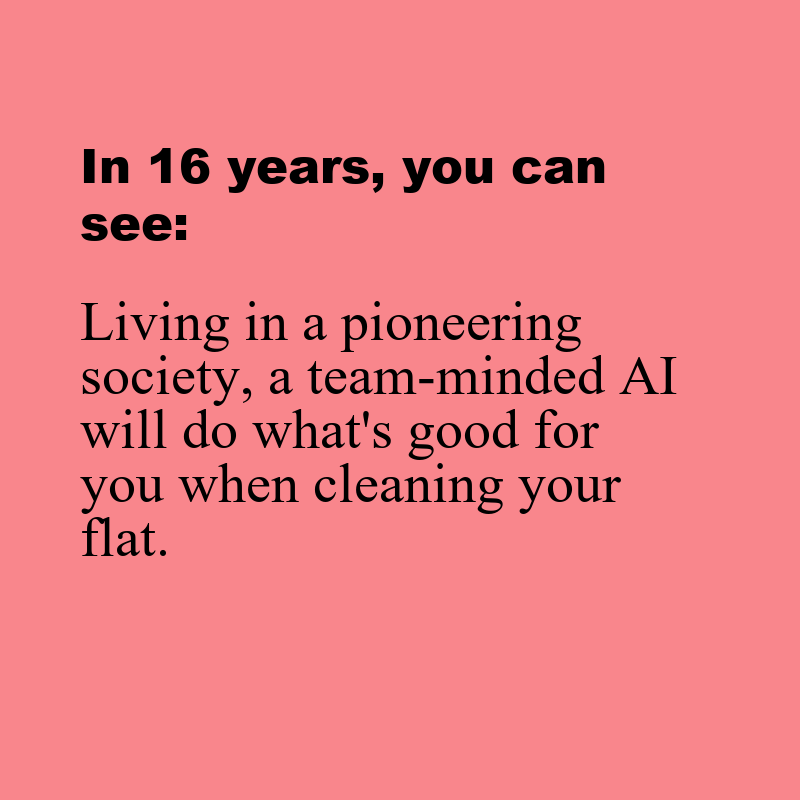 In 16 years, you can
see:
Living in a pioneering
society, a team-minded AI
will do what's good for
you when cleaning your
flat.